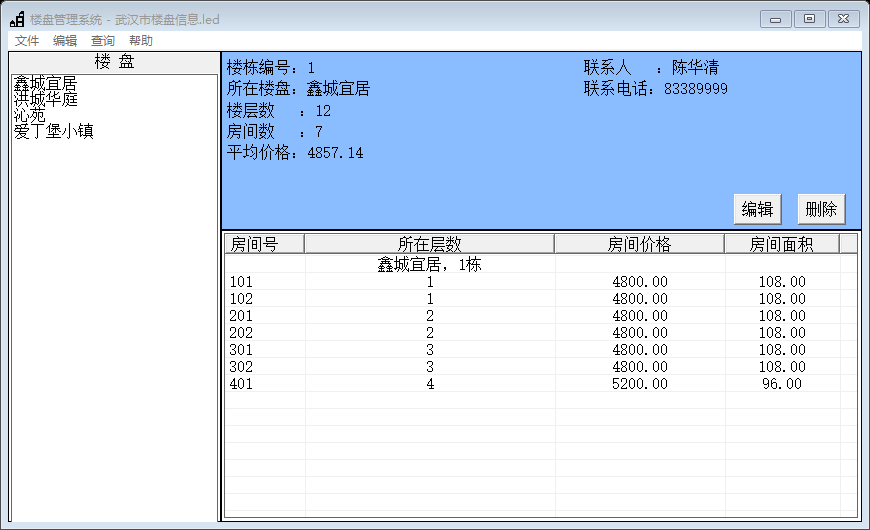 楼盘管理系统 - 武汉市楼盘信息.led
文件 编辑 查询 帮助
楼 盘
鑫城宜居
洪城华庭
沁苑
爱丁堡小镇
楼栋编号：1
联系人 ：陈华清
所在楼盘：鑫城宜居
联系电话：83389999
楼层数 ：12
房间数 ：7
平均价格：4857.14
编辑 删除
房间号 所在层数 房间价格 房间面积
鑫城宜居，1栋
101 1 4800.00 108.00
102 1 4800.00 108.00
201 2 4800.00 108.00
202 2 4800.00 108.00
301 3 4800.00 108.00
302 3 4800.00 108.00
401 4 5200.00 96.00